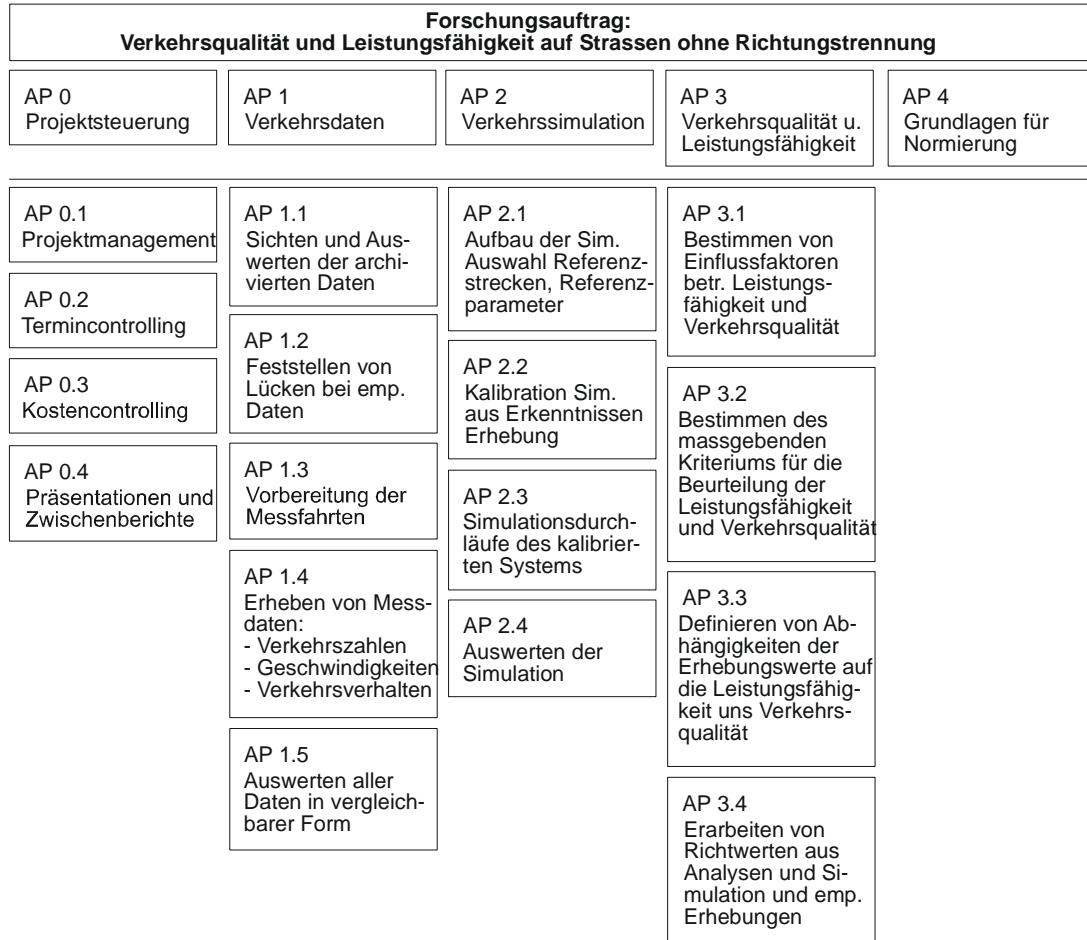 Forschungsauftrag:
Verkehrsqualität und Leistungsfähigkeit auf Strassen ohne Richtungstrennung
AP 0
Projektsteuerung
AP 1
Verkehrsdaten
AP 2
Verkehrssimulation
AP 3
Verkehrsqualität u.
Leistungsfähigkeit
AP 4
Grundlagen für
Normierung
AP 0.1
Projektmanagement
AP 0.2
Termincontrolling
AP 0.3
Kostencontrolling
AP 0.4
Präsentationen und
Zwischenberichte
AP 1.1
Sichten und Aus-
werten der archi-
vierten Daten
AP 1.2
Feststellen von
Lücken bei emp.
Daten
AP 1.3
Vorbereitung der
Messfahrten
AP 1.4
Erheben von Mess-
daten:
- Verkehrszahlen
- Geschwindigkeiten
- Verkehrsverhalten
AP 1.5
Auswerten aller
Daten in vergleich-
barer Form
AP 2.1
Aufbau der Sim.
Auswahl Referenz-
strecken, Referenz-
parameter
AP 2.2
Kalibration Sim.
aus Erkenntnissen
Erhebung
AP 2.3
Simulationsdurch-
läufe des kalibrier-
ten Systems
AP 2.4
Auswerten der
Simulation
AP 3.1
Bestimmen von
Einflussfaktoren
betr. Leistungs-
fähigkeit und
Verkehrsqualität
AP 3.2
Bestimmen des
massgebenden
Kriteriums für die
Beurteilung der
Leistungsfähigkeit
und Verkehrsqualität
AP 3.3
Definieren von Ab-
hängigkeiten der
Erhebungswerte auf
die Leistungsfähig-
keit uns Verkehrs-
qualität
AP 3.4
Erarbeiten von
Richtwerten aus
Analysen und Si-
mulation und emp.
Erhebungen